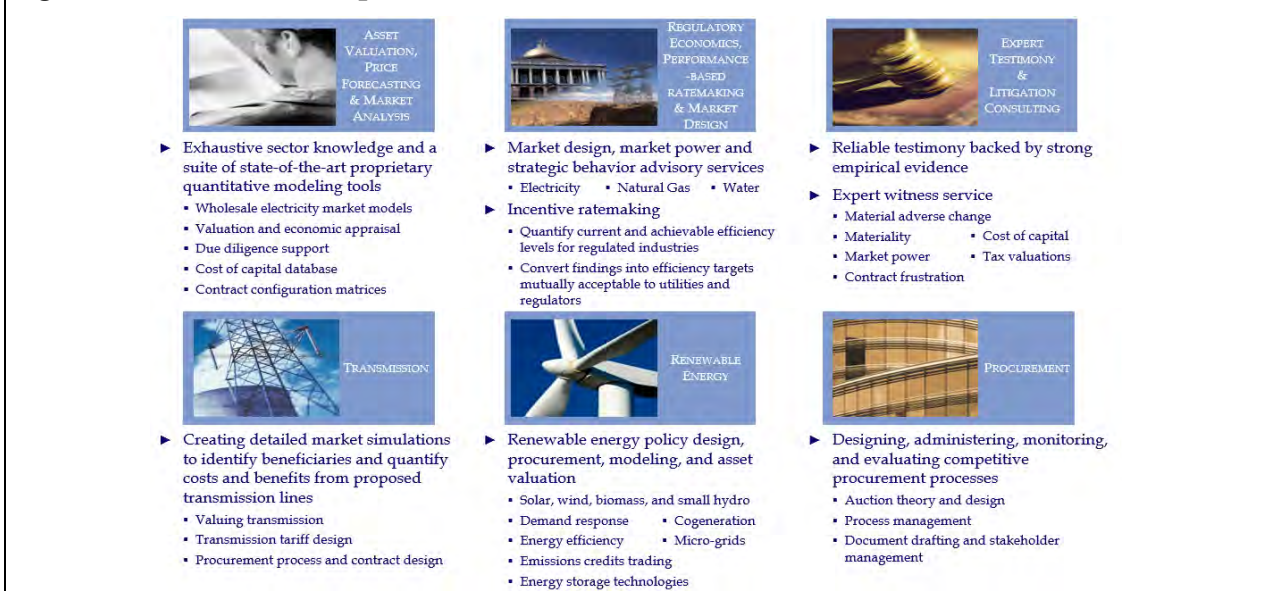 ASSET
VALUATION,
PRICE
FORECASTING
& MARKET
ANALYSIS
► Exhaustive sector knowledge and a
suite of state-of-the-art proprietary
quantitative modeling tools
▪ Wholesale electricity market models
▪ Valuation and economic appraisal
▪ Due diligence support
▪ Cost of capital database
▪ Contract configuration matrices
REGULATORY
ECONOMICS,
PERFORMANCE
-BASED
RATEMAKING
& MARKET
DESIGN
► Market design, market power and
strategic behavior advisory services
▪ Electricity ▪ Natural Gas ▪ Water
► Incentive ratemaking
▪ Quantify current and achievable efficiency
levels for regulated industries
▪ Convert findings into efficiency targets
mutually acceptable to utilities and
regulators
EXPERT
TESTIMONY
&
LITIGATION
CONSULTING
► Reliable testimony backed by strong
empirical evidence
► Expert witness service
▪ Material adverse change
▪ Materiality ▪ Cost of capital
▪ Market power ▪ Tax valuations
▪ Contract frustration
TRANSMISSION
► Creating detailed market simulations
to identify beneficiaries and quantify
costs and benefits from proposed
transmission lines
▪ Valuing transmission
▪ Transmission tariff design
▪ Procurement process and contract design
RENEWABLE
ENERGY
► Renewable energy policy design,
procurement, modeling, and asset
valuation
▪ Solar, wind, biomass, and small hydro
▪ Demand response ▪ Cogeneration
▪ Energy efficiency ▪ Micro-grids
▪ Emissions credits trading
▪ Energy storage technologies
PROCUREMENT
► Designing, administering, monitoring,
and evaluating competitive
procurement processes
▪ Auction theory and design
▪ Process management
▪ Document drafting and stakeholder
management